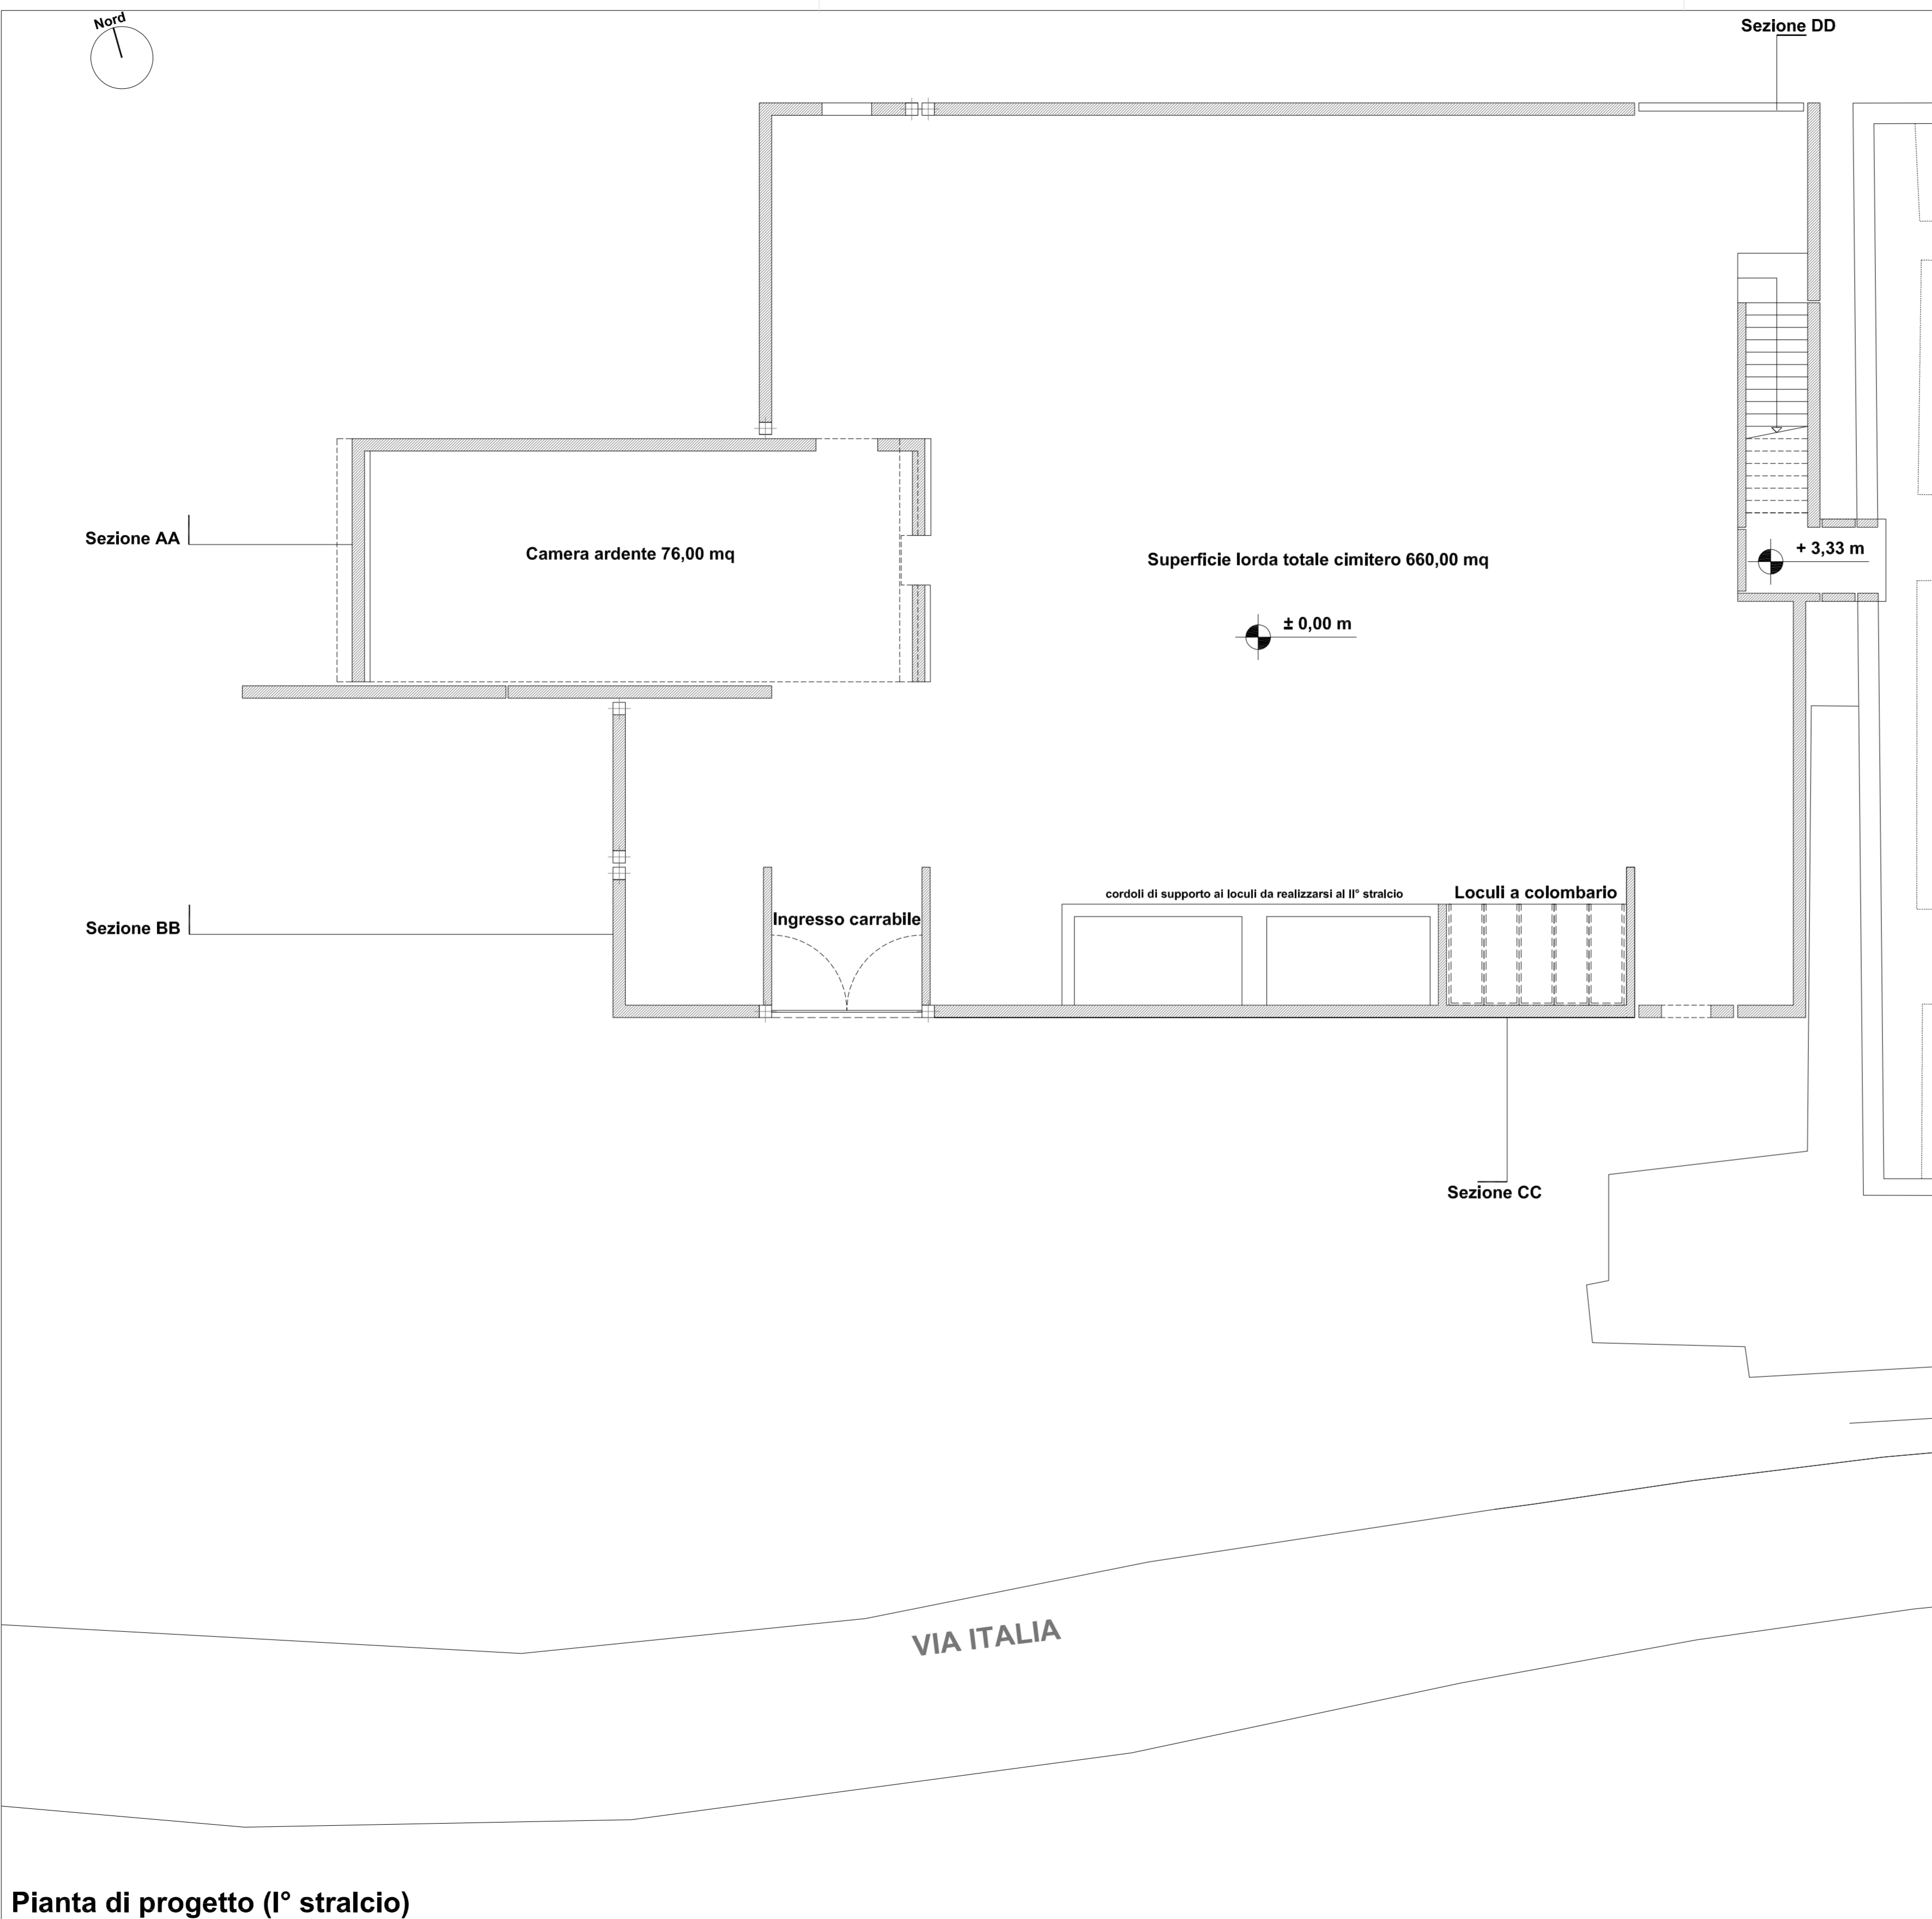 Nord
Sezione DD
Sezione AA
Camera ardente 76,00 mq
Superficie lorda totale cimitero 660,00 mq
+ 3,33 m
± 0,00 m
cordoli di supporto ai loculi da realizzarsi al II° stralcio
Loculi a colombario
Ingresso carrabile
Sezione BB
Sezione CC
VIA ITALIA
Pianta di progetto (I° stralcio)